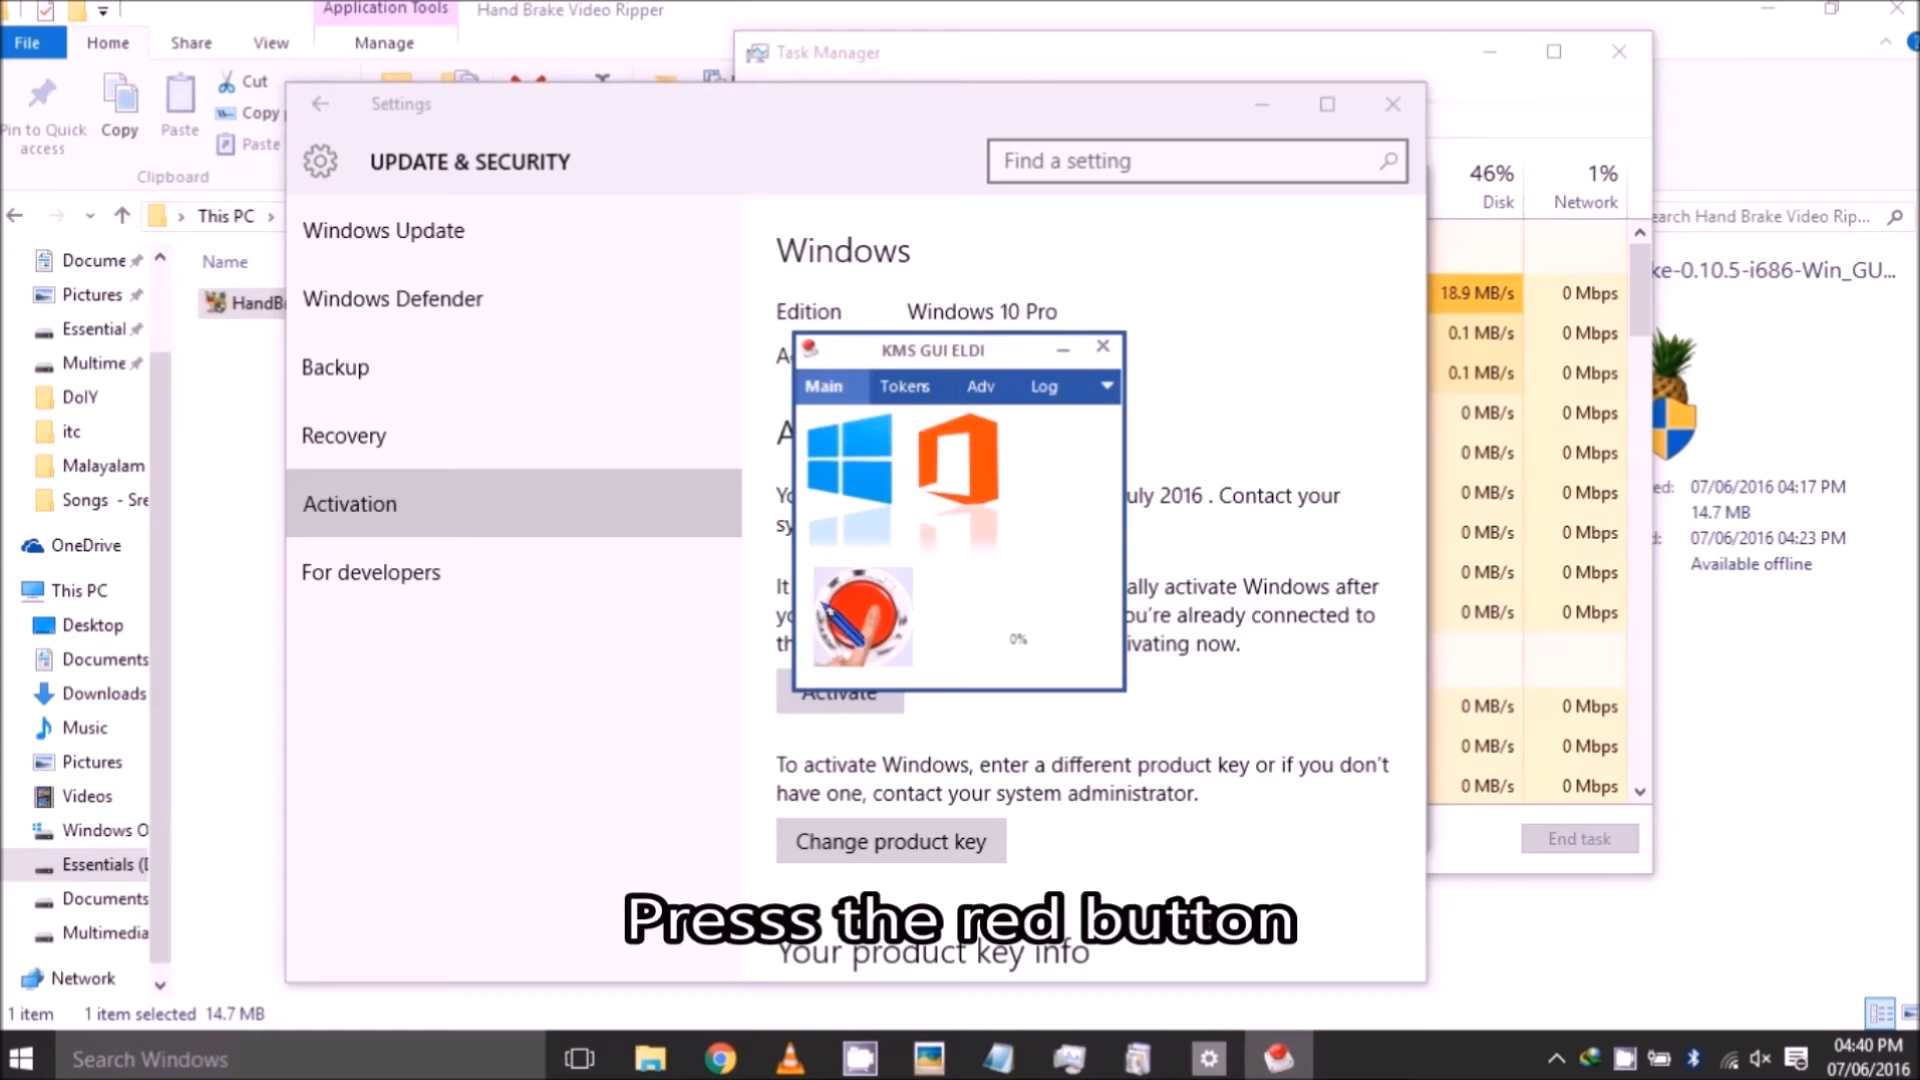 Application Tools
Hand Brake Video Ripper
File
Home
Share
View
Manage
Pin to Quick
access
Copy
Paste
Cut
Copy
Paste
Clipboard
This PC
Name
HandB
Docume
Pictures
Essential
Multime
DoIY
itc
Malayalam
Songs - Sre
OneDrive
This PC
Desktop
Documents
Downloads
Music
Pictures
Videos
Windows O
Essentials (
Documents
Multimedia
Network
1 item
1 item selected 14.7 MB
Task Manager
46%
Disk
1%
Network
18.9 MB/s
0 Mbps
0.1 MB/s
0 Mbps
0.1 MB/s
0 Mbps
0 MB/s
0 Mbps
0 MB/s
0 Mbps
0 MB/s
0 Mbps
0 MB/s
0 Mbps
0 MB/s
0 Mbps
0 MB/s
0 Mbps
0 MB/s
0 Mbps
0 MB/s
0 Mbps
0 MB/s
0 Mbps
End task
earch Hand Brake Video Rip...
ke-0.10.5-i686-Win_GU...
ed:
07/06/2016 04:17 PM
14.7 MB
d:
07/06/2016 04:23 PM
Available offline
Settings
UPDATE & SECURITY
Find a setting
Windows Update
Windows Defender
Backup
Recovery
Activation
For developers
Windows
Edition
Windows 10 Pro
A
A
Yo
uly 2016 . Contact your
sy
It
ally activate Windows after
yo
ou're already connected to
th
ivating now.
Activate
To activate Windows, enter a different product key or if you don't
have one, contact your system administrator.
Change product key
Your product key info
KMS GUI ELDI
Main
Tokens
Adv
Log
0%
Presss the red button
Search Windows
04:40 PM
07/06/2016